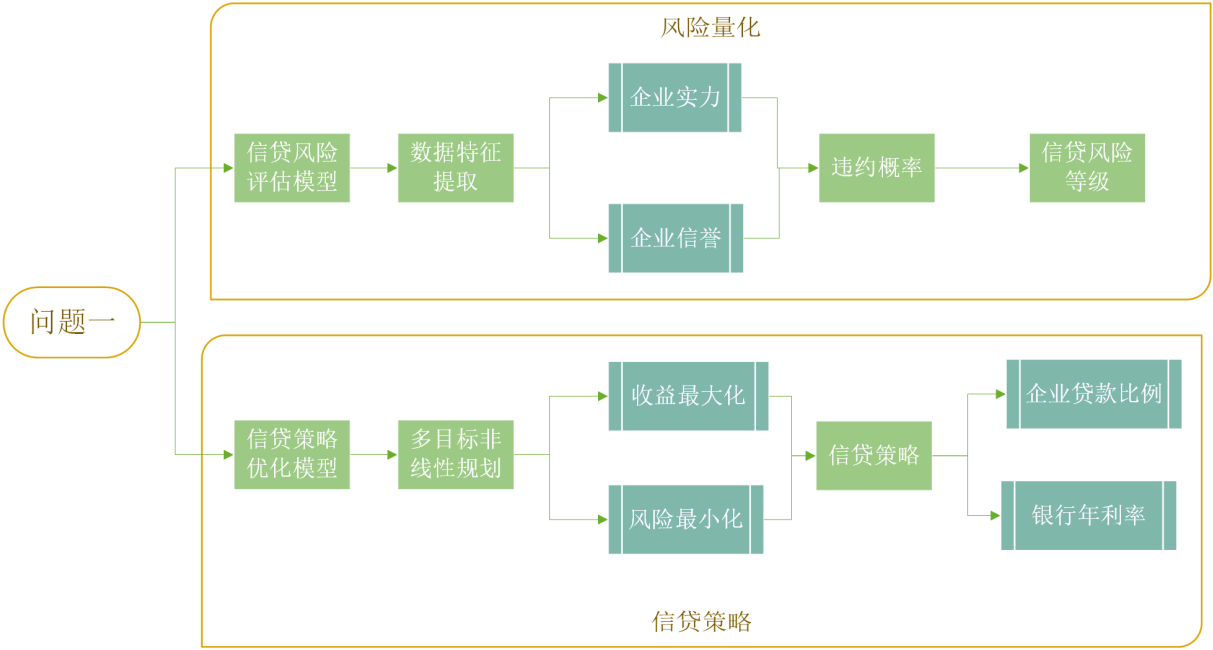 风险量化
企业实力
信贷风险
评估模型
数据特征
提取
违约概率
信贷风险
等级
企业信誉
问题一
收益最大化
企业贷款比例
信贷策略
优化模型
多目标非
线性规划
信贷策略
风险最小化
银行年利率
信贷策略